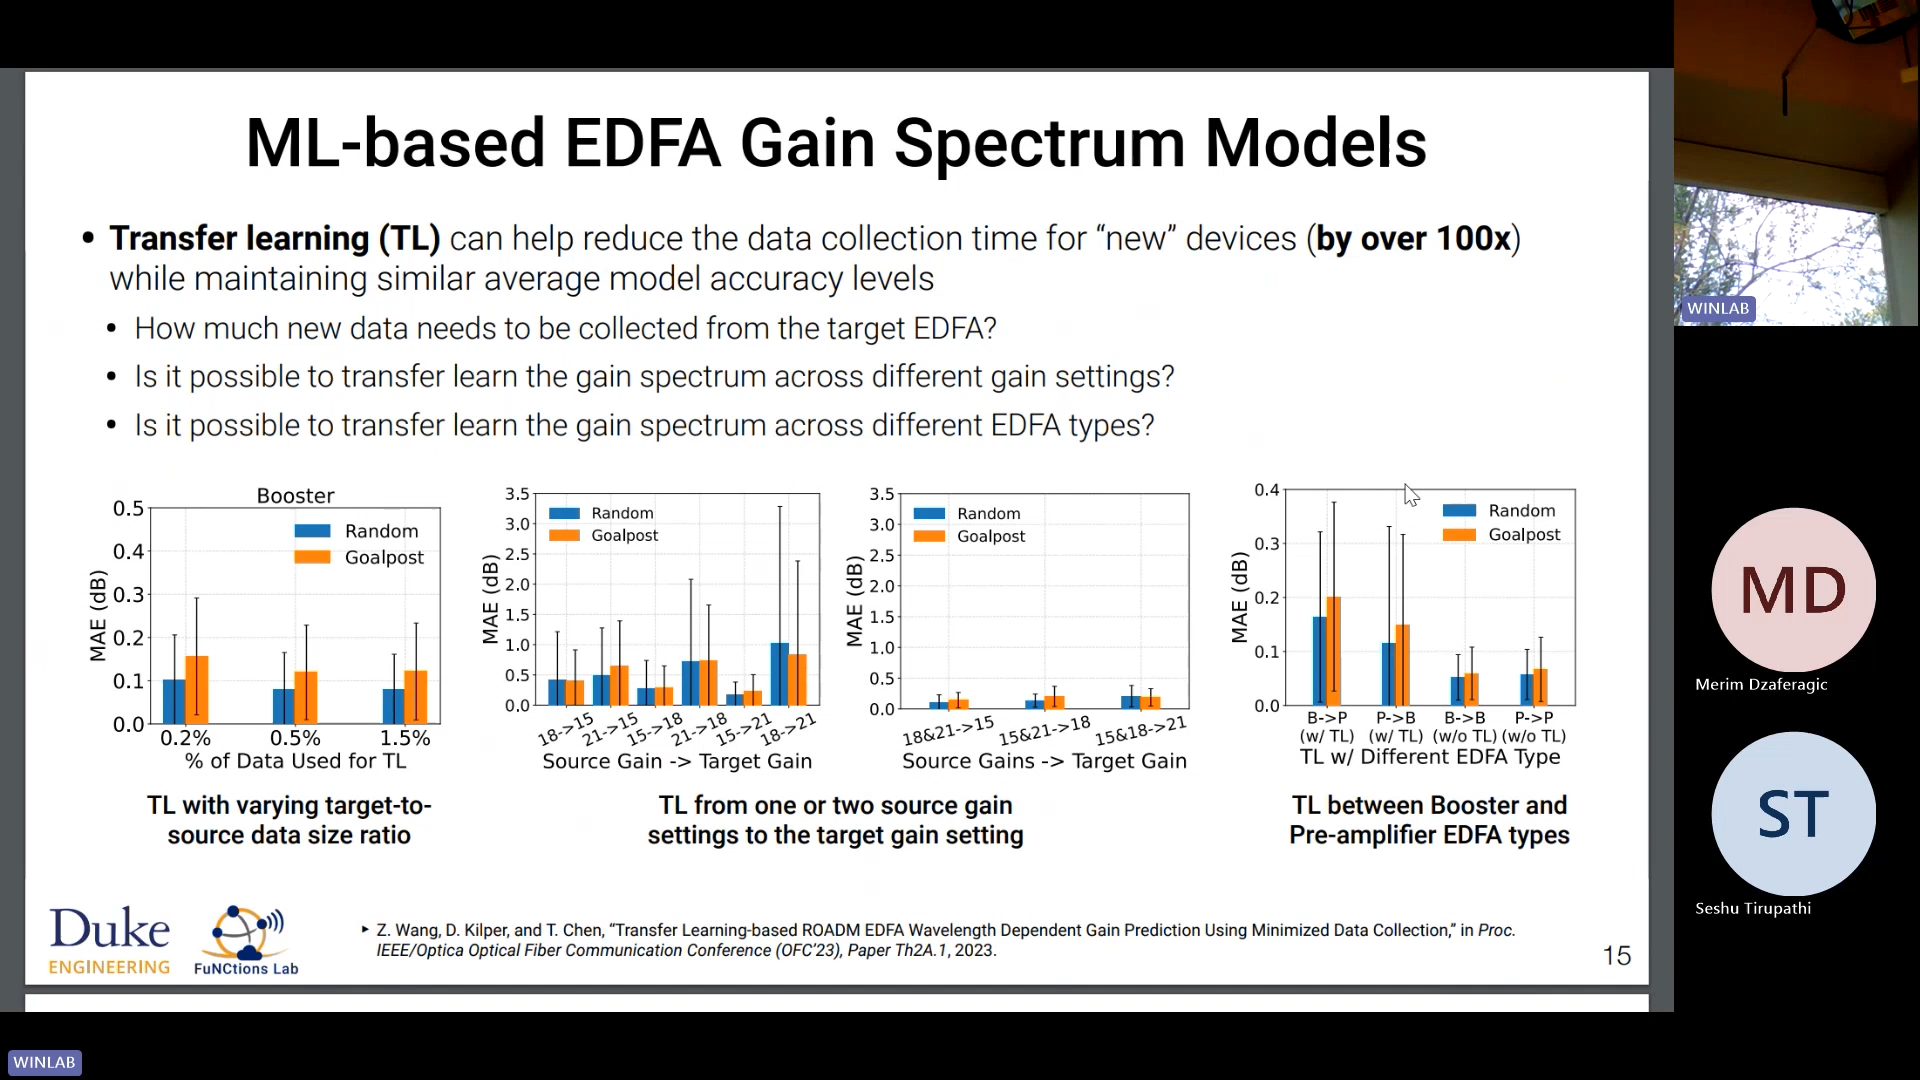 ML-based EDFA Gain Spectrum Models
• Transfer learning (TL) can help reduce the data collection time for “new” devices (by over 100x)
while maintaining similar average model accuracy levels
• How much new data needs to be collected from the target EDFA?
• Is it possible to transfer learn the gain spectrum across different gain settings?
• Is it possible to transfer learn the gain spectrum across different EDFA types?
Booster
MAE (dB)
0.5
0.4
0.3
0.2
0.1
0.0
Random
Goalpost
0.2% 0.5% 1.5%
% of Data Used for TL
TL with varying target-to-
source data size ratio
MAE (dB)
3.5
3.0
2.5
2.0
1.5
1.0
0.5
0.0
Random
Goalpost
18->15 21->15 15->18 21->18 15->21 18->21
Source Gain -> Target Gain
MAE (dB)
3.5
3.0
2.5
2.0
1.5
1.0
0.5
0.0
Random
Goalpost
18&21->15 15&21->18 15&18->21
Source Gains -> Target Gain
TL from one or two source gain
settings to the target gain setting
MAE (dB)
0.4
0.3
0.2
0.1
0.0
Random
Goalpost
B->P P->B B->B P->P
(w/ TL) (w/ TL) (w/o TL) (w/o TL)
TL w/ Different EDFA Type
TL between Booster and
Pre-amplifier EDFA types
Duke
ENGINEERING
FuNCtions Lab
Z. Wang, D. Kilper, and T. Chen, “Transfer Learning-based ROADM EDFA Wavelength Dependent Gain Prediction Using Minimized Data Collection,” in Proc.
IEEE/Optica Optical Fiber Communication Conference (OFC’23), Paper Th2A.1, 2023.
15
WINLAB
MD
Merim Dzaferagic
ST
Seshu Tirupathi
WINLAB